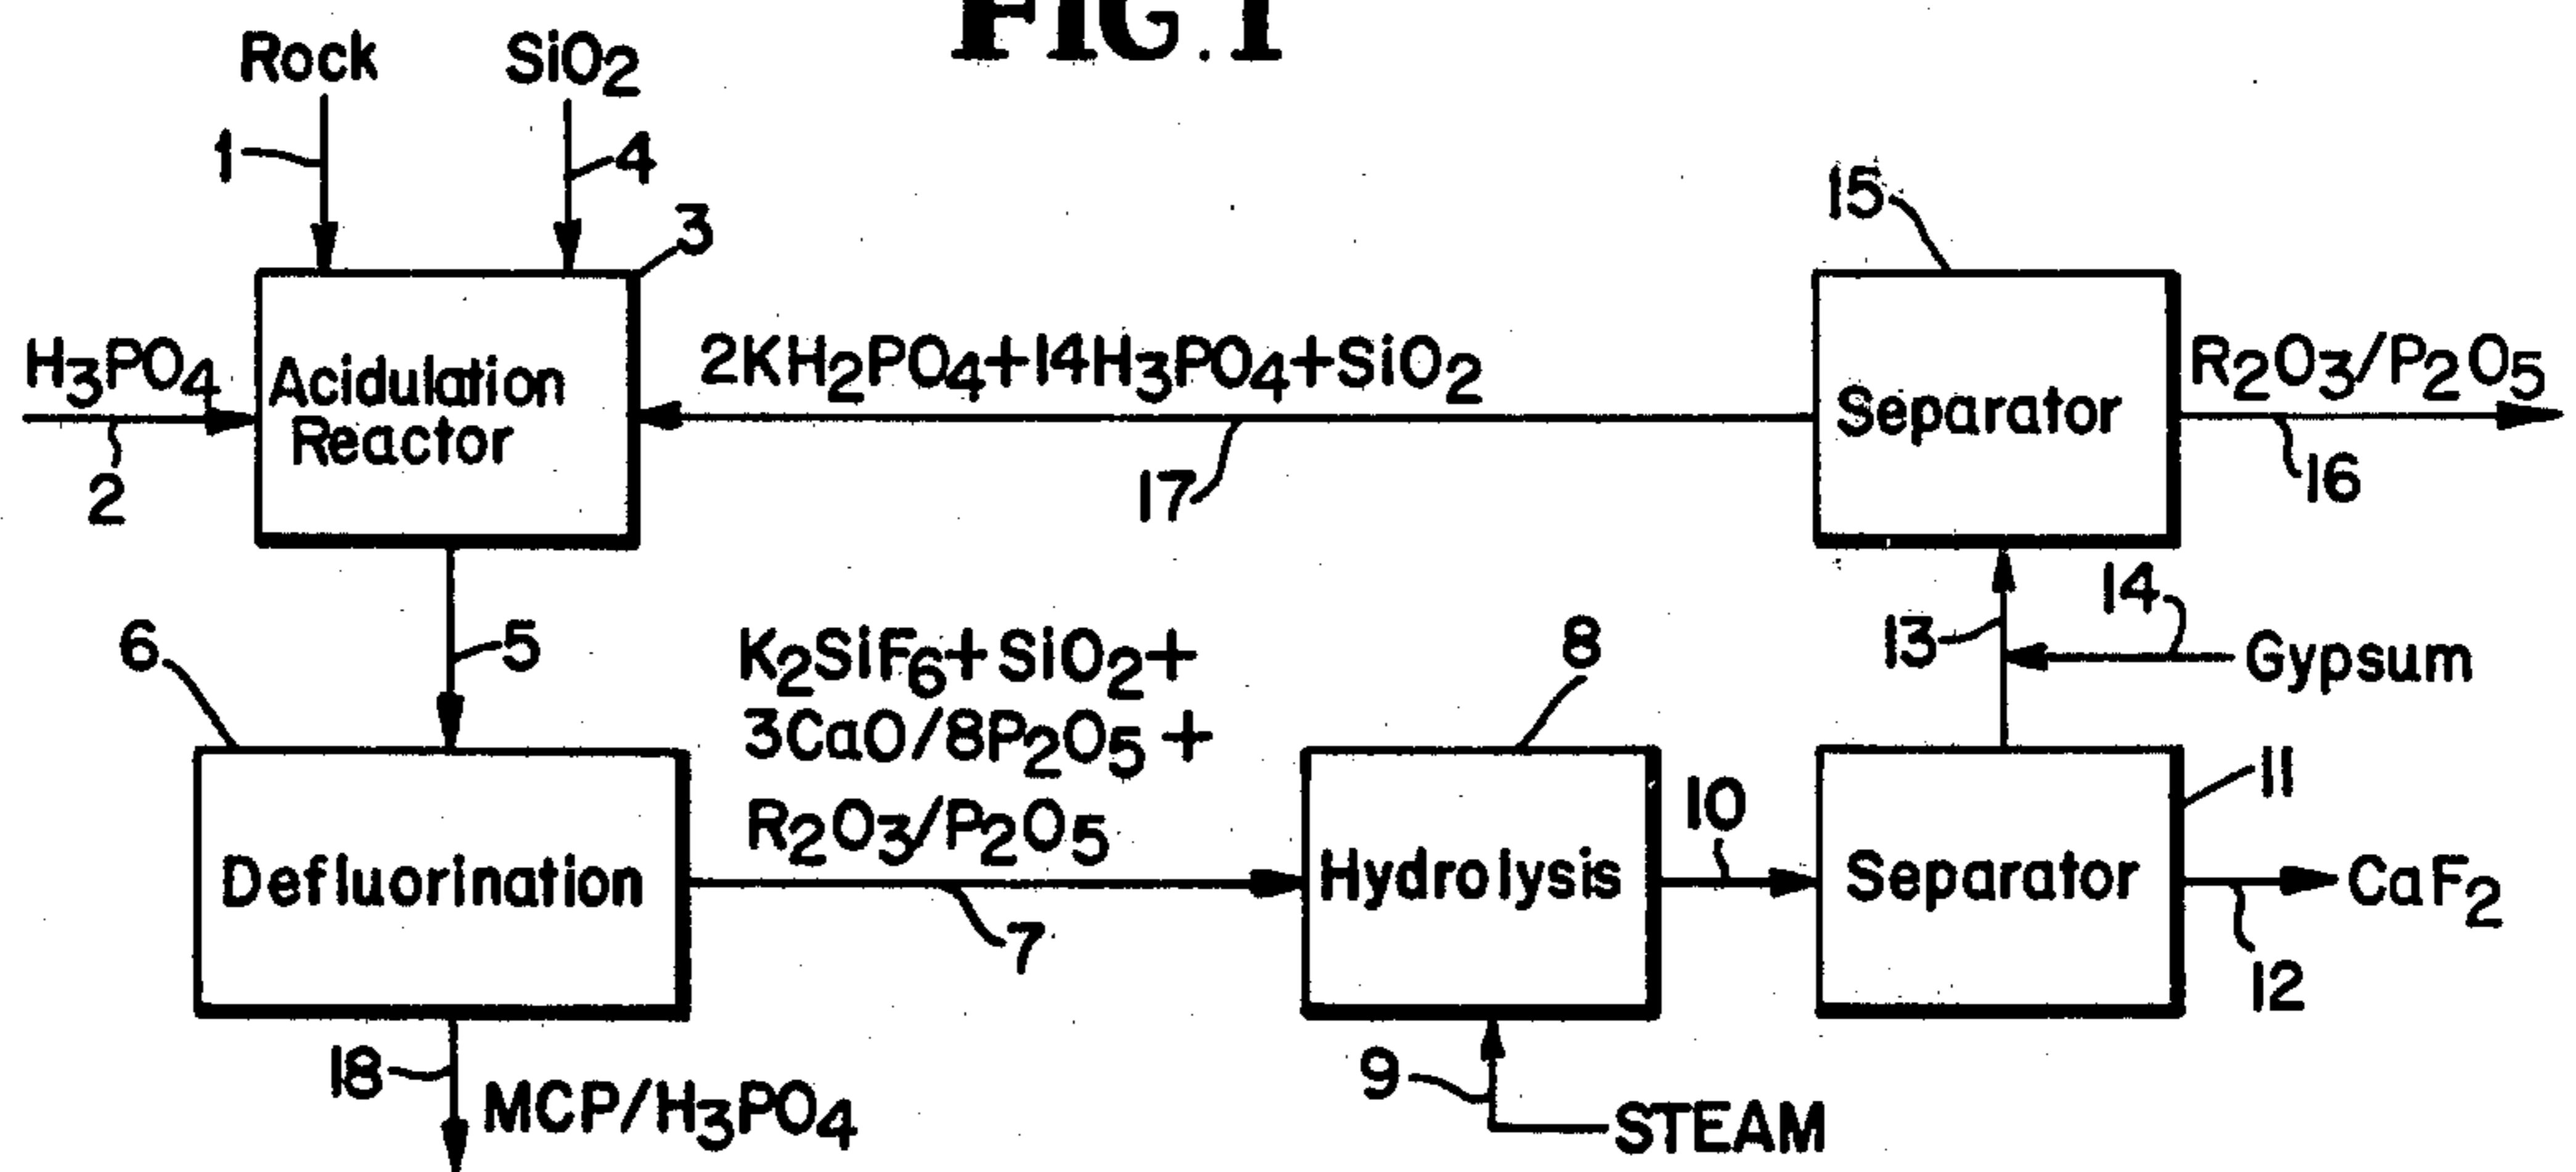 FIG.1
Rock
SiO2
1
4
3
15
H3PO4
2
Acidulation
Reactor
2KH2PO4+14H3PO4+SiO2
17
Separator
R2O3/P2O5
16
5
6
K2SiF6+SiO2+
3CaO/8P2O5+
R2O3/P2O5
7
8
13
14
Gypsum
Defluorination
Hydrolysis
10
Separator
11
CaF2
12
18
MCP/H3PO4
9
STEAM